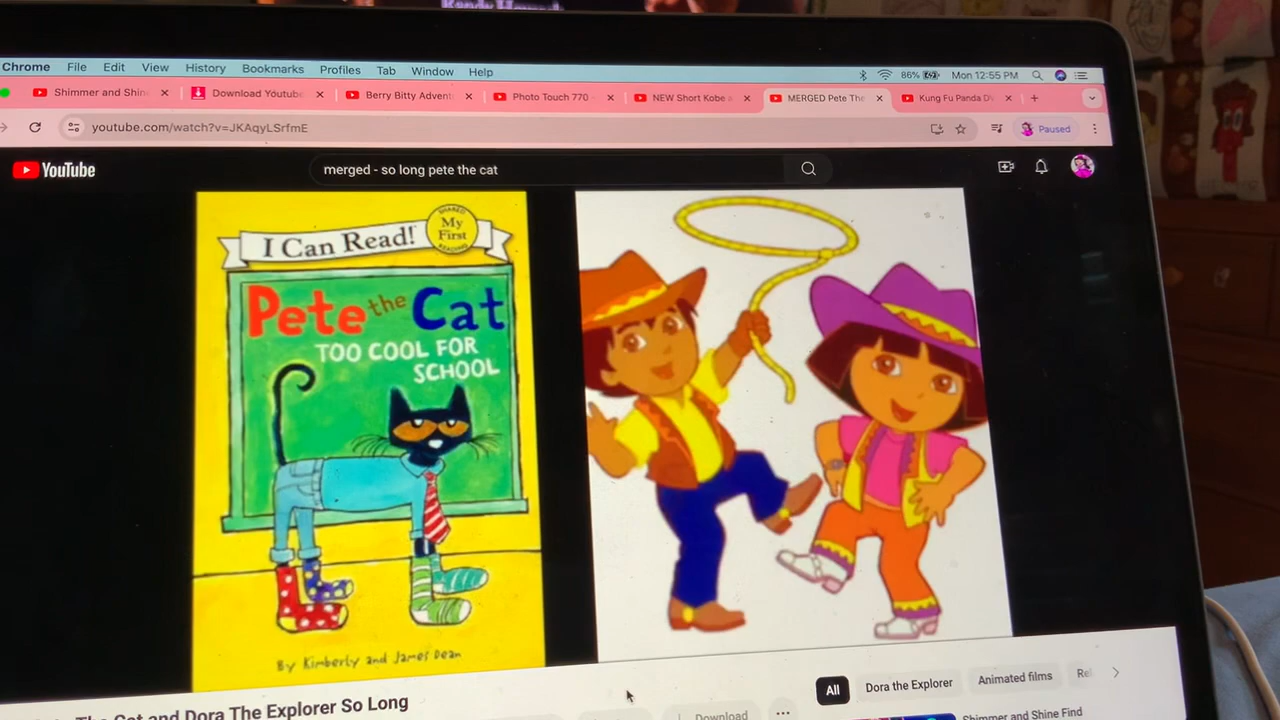 Chrome File Edit View History Bookmarks Profiles Tab Window Help 86% Mon 12:55 PM
Shimmer and Shin Download Youtube Berry Bitty Advent Photo Touch 770 - NEW Short Kobe a MERGED Pete The Kung Fu Panda D
youtube.com/watch?v=JKAqyLSrfmE Paused
YouTube merged - so long pete the cat
I Can Read!
SHARED
My
First
READING
Pete the Cat
TOO COOL FOR
SCHOOL
By Kimberly and James Dean
The Cat and Dora The Explorer So Long
Download
All Dora the Explorer Animated films Re
Shimmer and Shine Find